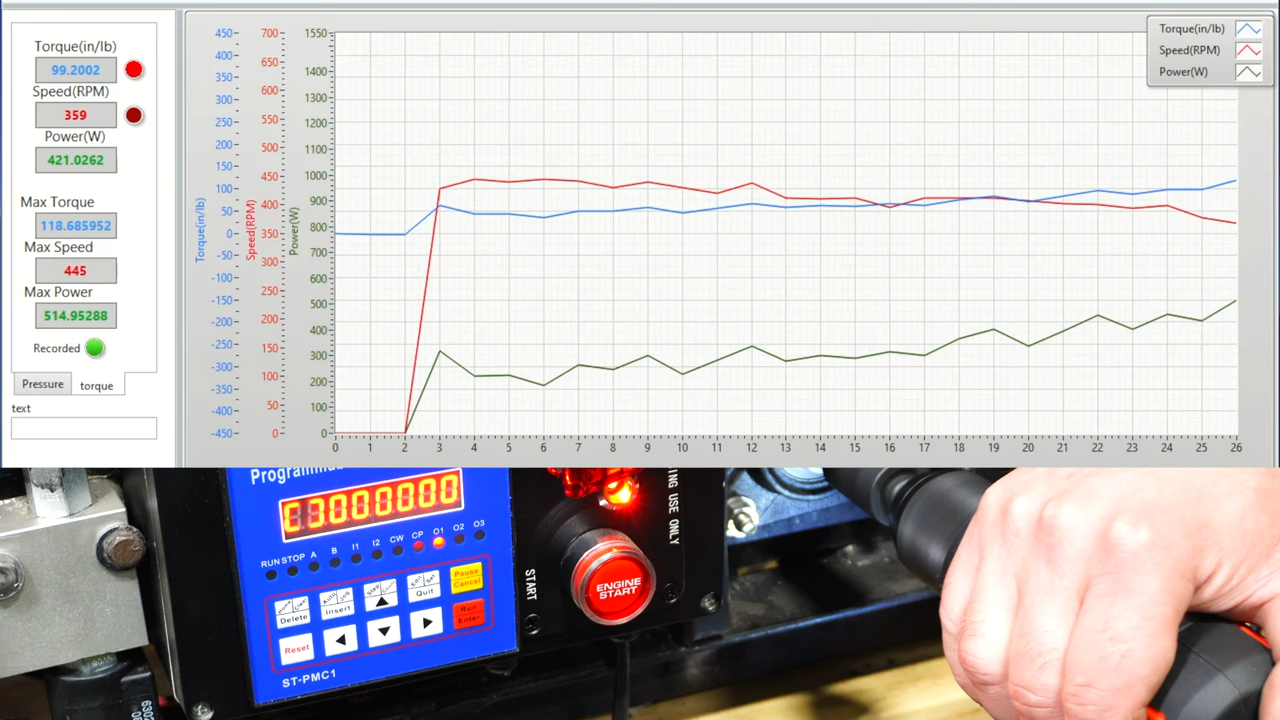 Torque(in/lb)
99.2002
Speed(RPM)
359
Power(W)
421.0262
Max Torque
118.685952
Max Speed
445
Max Power
514.95288
Recorded
Pressure torque
text
Torque(in/lb)
450
400
350
300
250
200
150
100
50
0
-50
-100
-150
-200
-250
-300
-350
-400
-450
Speed(RPM)
700
650
600
550
500
450
400
350
300
250
200
150
100
50
0
Power(W)
1550
1400
1300
1200
1100
1000
900
800
700
600
500
400
300
200
100
0
0 1 2 3 4 5 6 7 8 9 10 11 12 13 14 15 16 17 18 19 20 21 22 23 24 25 26
Torque(in/lb)
Speed(RPM)
Power(W)
RUN STOP A B I1 I2 CW CP O1 O2 O3
Delete
Insert
Quit
Pause
Cancel
Reset
Run
Enter
ST-PMC1
START
ENGINE
START
ING USE ONLY